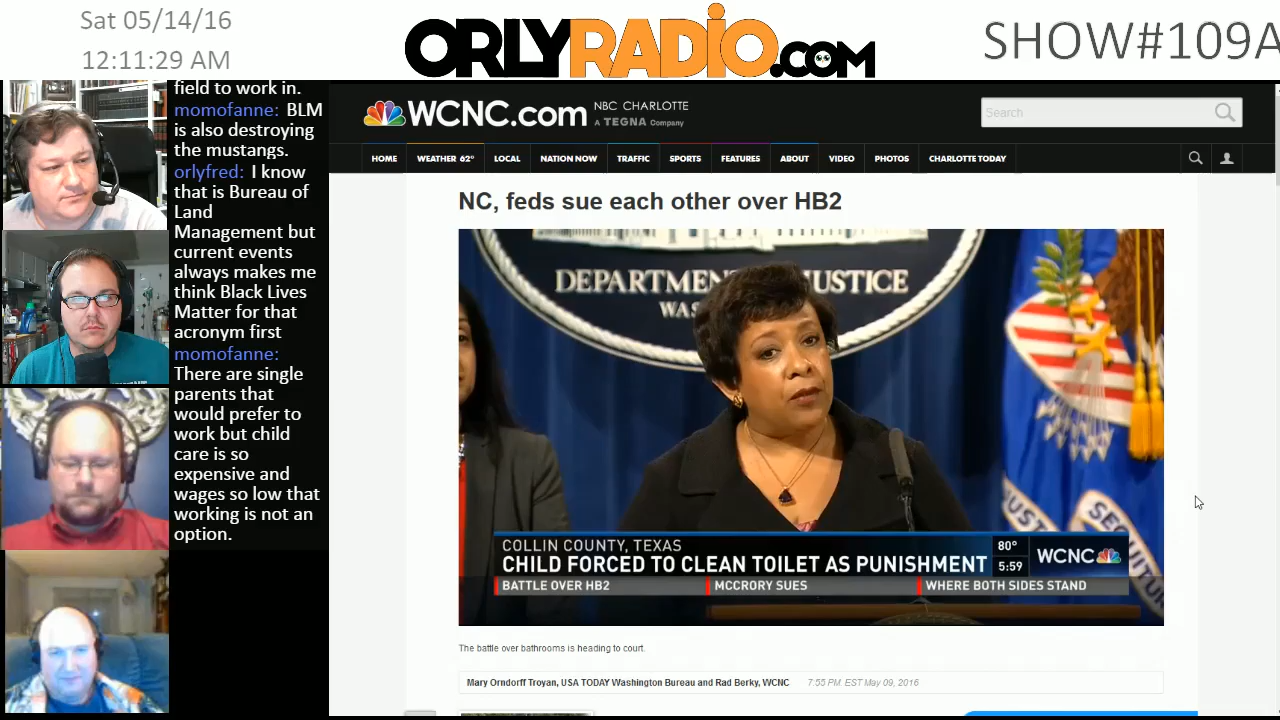 Sat 05/14/16
12:11:29 AM
ORLYRADiO.COM
SHOW#109A
field to work in.
momofanne: BLM
is also destroying
the mustangs.
orlyfred: I know
that is Bureau of
Land
Management but
current events
always makes me
think Black Lives
Matter for that
acronym first
momofanne:
There are single
parents that
would prefer to
work but child
care is so
expensive and
wages so low that
working is not an
option.
WCNC.com
NBC CHARLOTTE
A TEGNA Company
Search
HOME WEATHER 62° LOCAL NATION NOW TRAFFIC SPORTS FEATURES ABOUT VIDEO PHOTOS CHARLOTTE TODAY
NC, feds sue each other over HB2
DEPARTMENT JUSTICE
WAS
COLLIN COUNTY, TEXAS
CHILD FORCED TO CLEAN TOILET AS PUNISHMENT
80°
5:59
WCNC
BATTLE OVER HB2 MCCRORY SUES WHERE BOTH SIDES STAND
The battle over bathrooms is heading to court.
Mary Orndorff Troyan, USA TODAY Washington Bureau and Rad Berky, WCNC 7:55 PM. EST May 09, 2016